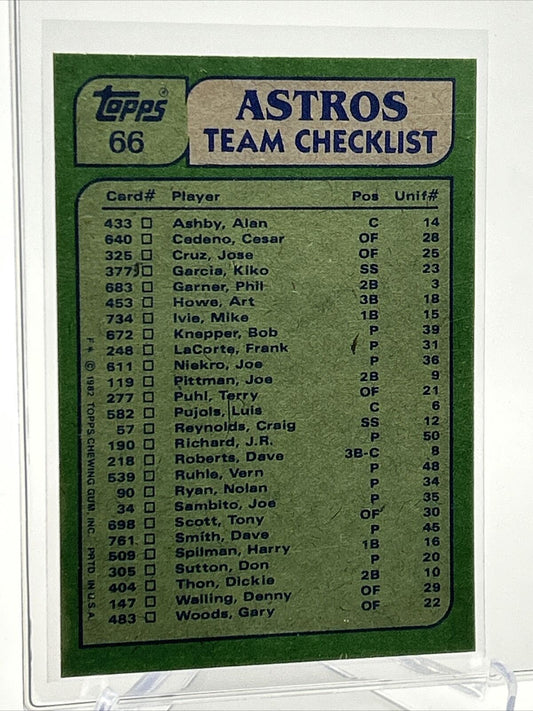 Topps
66
ASTROS
TEAM CHECKLIST
Card# Player Pos Unif#
433 Ashby, Alan C 14
640 Cedeno, Cesar OF 28
325 Cruz, Jose OF 25
377 Garcia, Kiko SS 23
683 Garner, Phil 2B 3
453 Howe, Art 3B 18
734 Ivie, Mike 1B 15
672 Knepper, Bob P 39
248 LaCorte, Frank P 31
611 Niekro, Joe P 36
119 Pittman, Joe 2B 9
277 Puhl, Terry OF 21
582 Pujols, Luis C 6
57 Reynolds, Craig SS 12
190 Richard, J.R. P 50
218 Roberts, Dave 3B-C 8
539 Ruhle, Vern P 48
90 Ryan, Nolan P 34
34 Sambito, Joe P 35
698 Scott, Tony OF 30
761 Smith, Dave P 45
509 Spilman, Harry 1B 16
305 Sutton, Don P 20
404 Thon, Dickie 2B 10
147 Walling, Denny OF 29
483 Woods, Gary OF 22
F * © 1982 TOPPS CHEWING GUM, INC. PRTD. IN U.S.A.